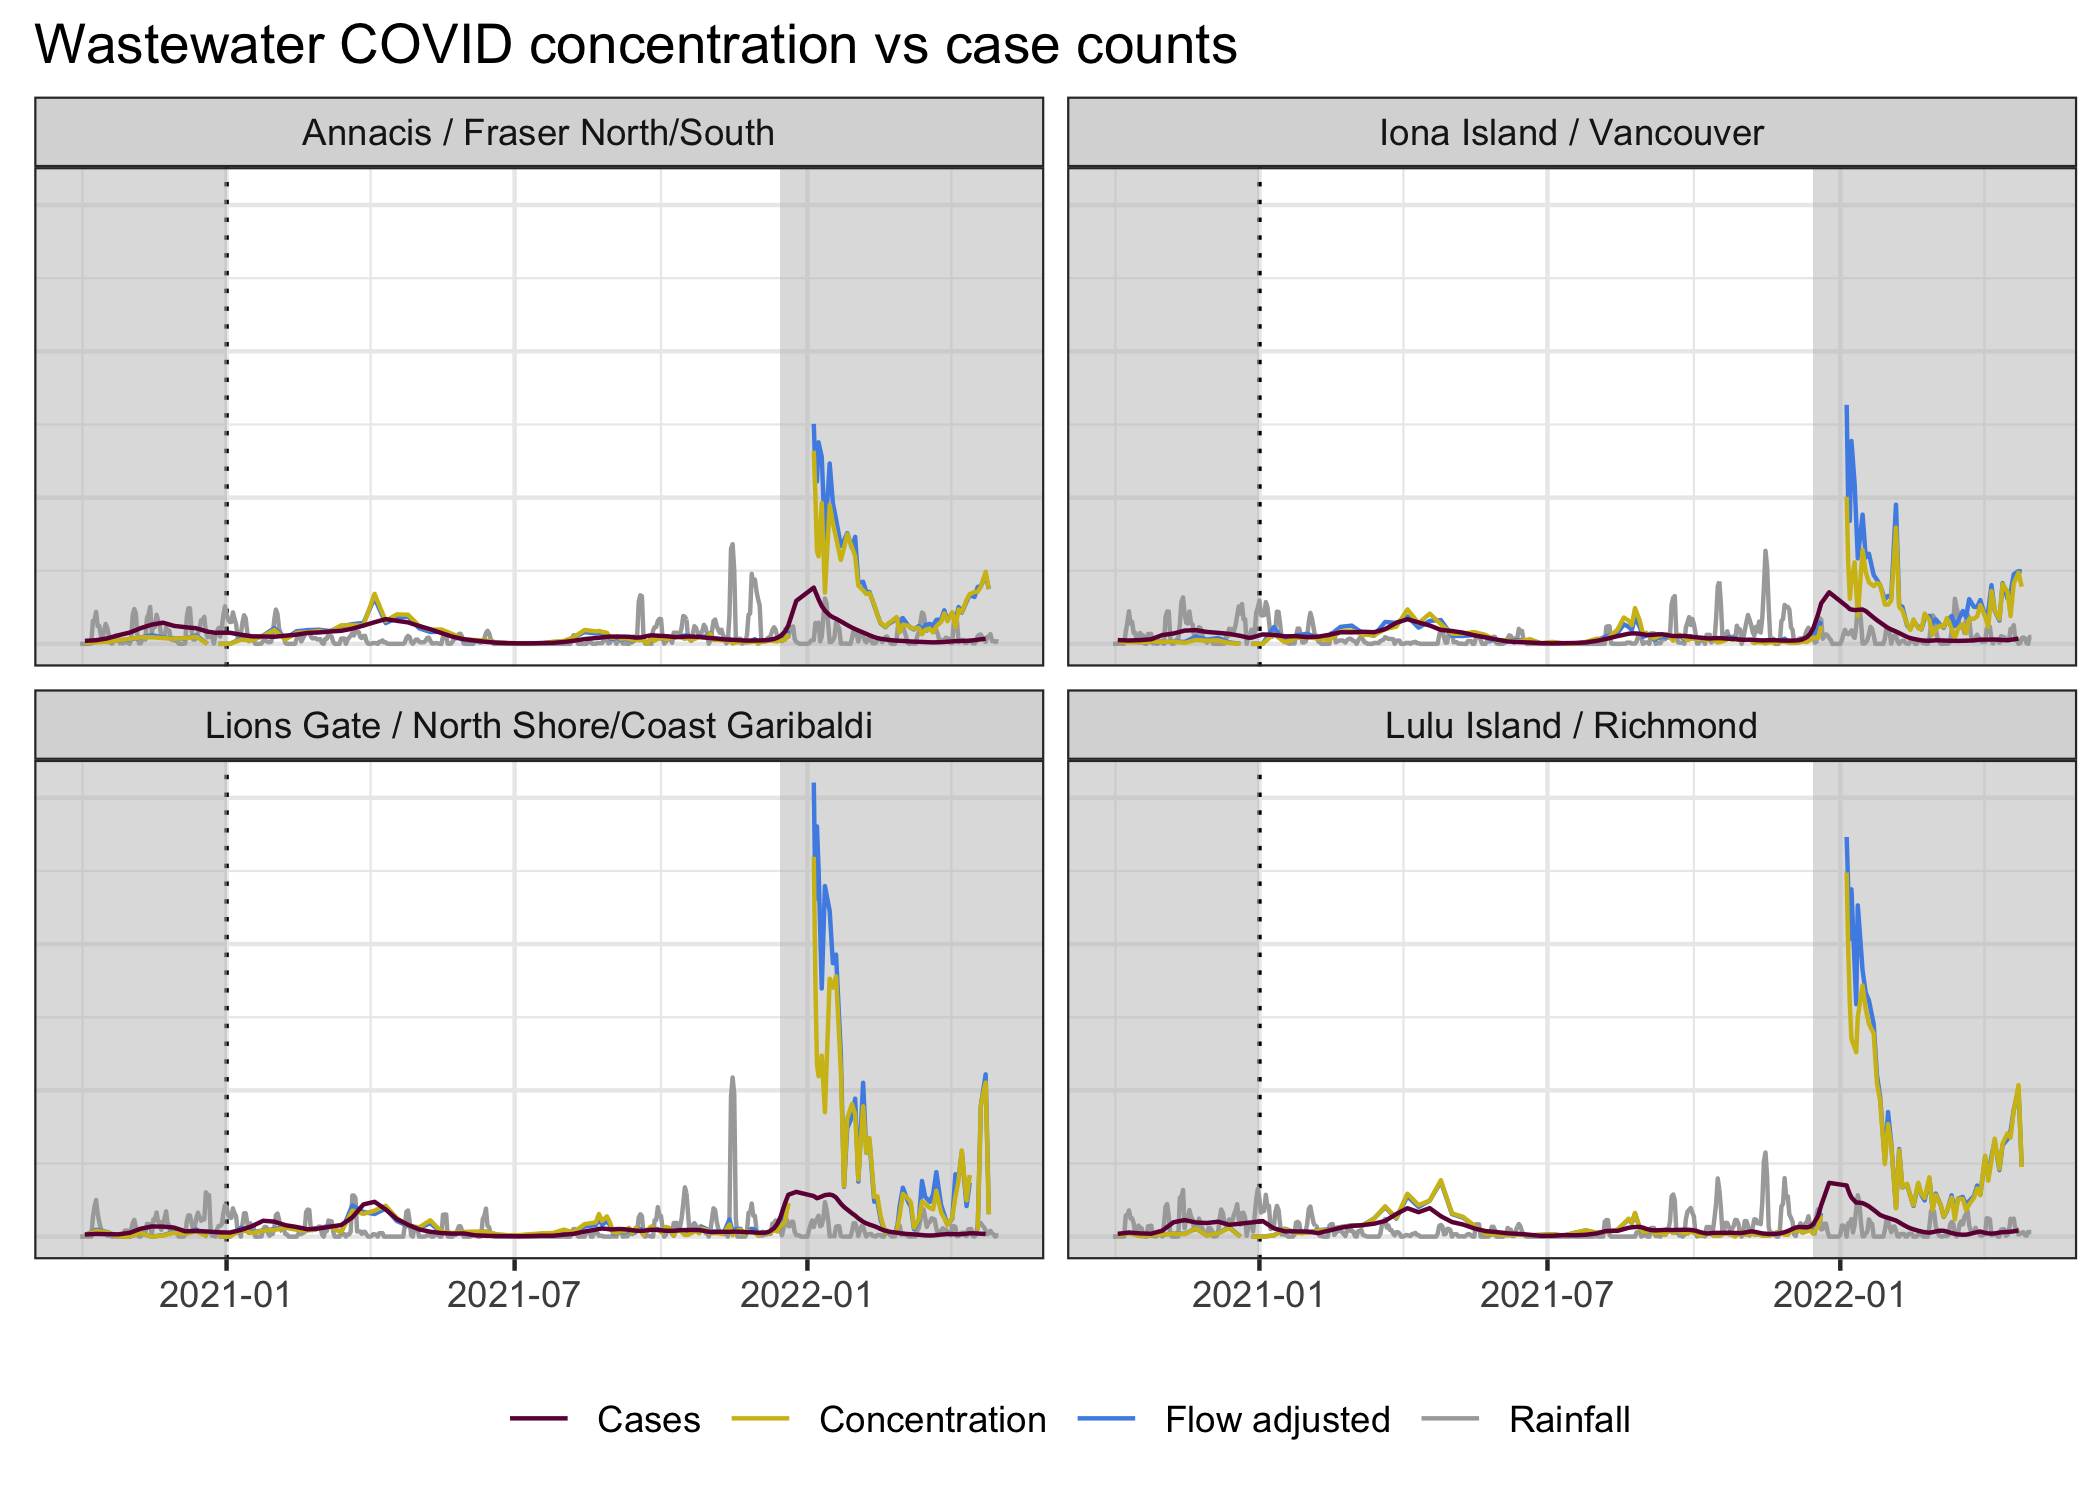 Wastewater COVID concentration vs case counts
Annacis / Fraser North/South
Iona Island / Vancouver
Lions Gate / North Shore/Coast Garibaldi
Lulu Island / Richmond
2021-01 2021-07 2022-01 2021-01 2021-07 2022-01
Cases Concentration Flow adjusted Rainfall